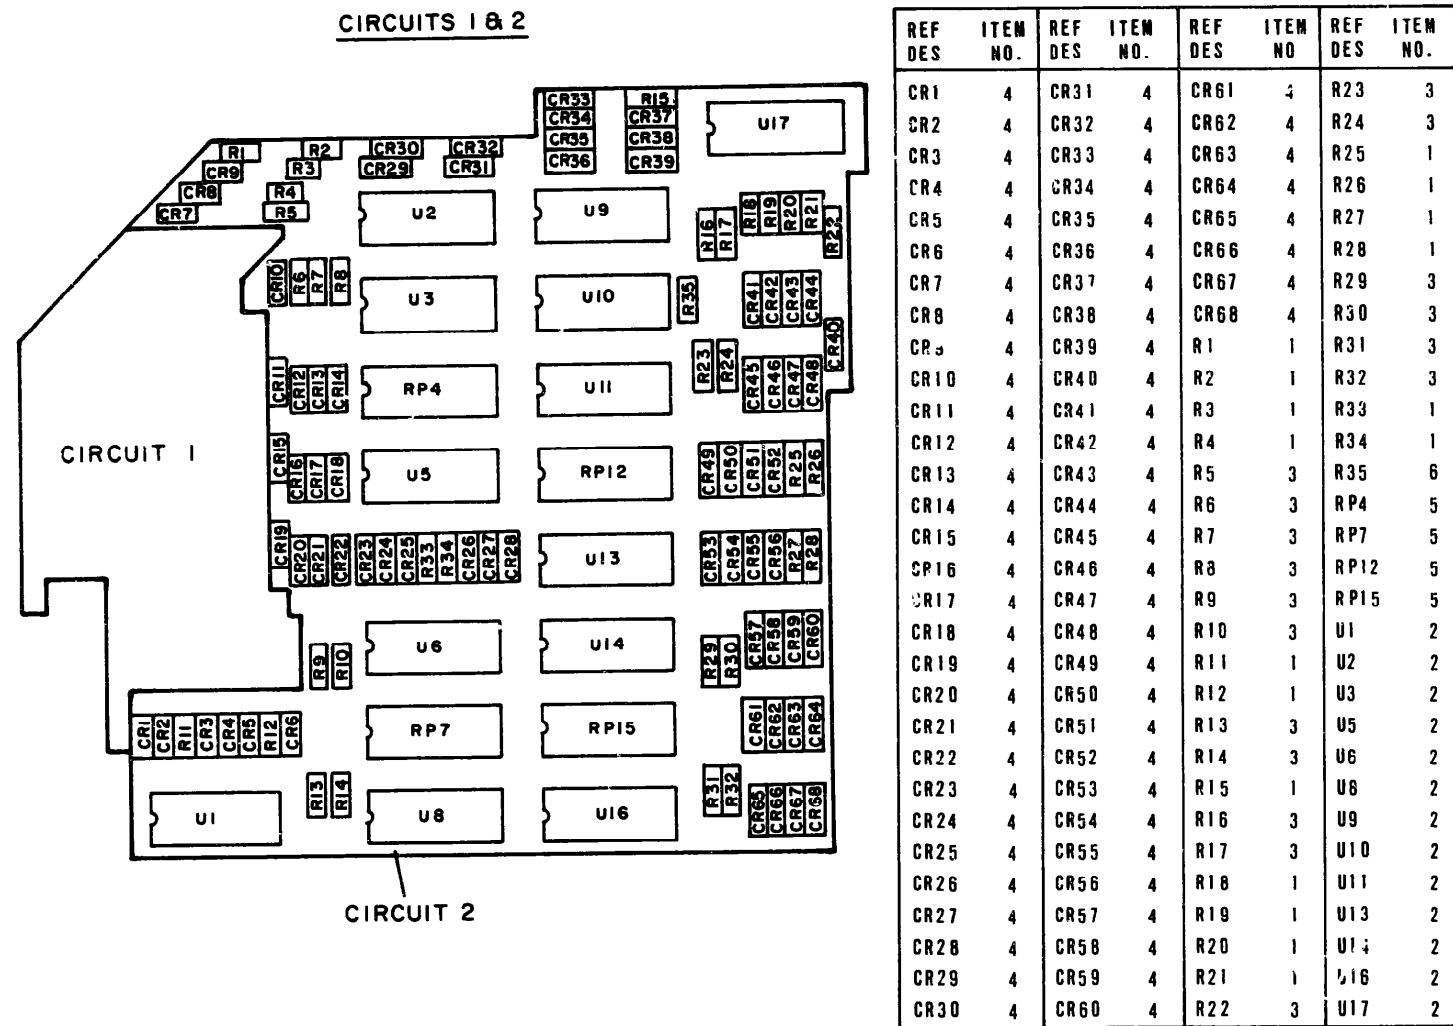 CIRCUITS 1 & 2
CR33 R15
CR34 CR37
CR35 CR38
CR36 CR39
U17
R1 R2 CR30 CR32
CR9 R3 CR29 CR31
CR8 R4
CR7 R5
U2 U9
R16 R17 R18 R19 R20 R21 R22
CR10 R6 R7 R8
U3 U10
R35 CR41 CR42 CR43 CR44
CR40
CR11 CR12 CR13 CR14
RP4 U11
R23 R24 CR45 CR46 CR47 CR48
CIRCUIT 1
CR15 CR16 CR17 CR18
U5 RP12
CR49 CR50 CR51 CR52 R25 R26
CR19 CR20 CR21 CR22 CR23 CR24 CR25 R33 R34 CR26 CR27 CR28
U13
CR53 CR54 CR55 CR56 R27 R28
R9 R10
U6 U14
R29 R30 CR57 CR58 CR59 CR60
CR1 CR2 R11 CR3 CR4 CR5 R12 CR6
RP7 RP15
CR61 CR62 CR63 CR64
R13 R14
U1 U8 U16
R31 R32 CR65 CR66 CR67 CR68
CIRCUIT 2
REF ITEM REF ITEM REF ITEM REF ITEM
DES NO. DES NO. DES NO DES NO.
CR1 4 CR31 4 CR61 4 R23 3
CR2 4 CR32 4 CR62 4 R24 3
CR3 4 CR33 4 CR63 4 R25 1
CR4 4 CR34 4 CR64 4 R26 1
CR5 4 CR35 4 CR65 4 R27 1
CR6 4 CR36 4 CR66 4 R28 1
CR7 4 CR37 4 CR67 4 R29 3
CR8 4 CR38 4 CR68 4 R30 3
CR9 4 CR39 4 R1 1 R31 3
CR10 4 CR40 4 R2 1 R32 3
CR11 4 CR41 4 R3 1 R33 1
CR12 4 CR42 4 R4 1 R34 1
CR13 4 CR43 4 R5 3 R35 6
CR14 4 CR44 4 R6 3 RP4 5
CR15 4 CR45 4 R7 3 RP7 5
CR16 4 CR46 4 R8 3 RP12 5
CR17 4 CR47 4 R9 3 RP15 5
CR18 4 CR48 4 R10 3 U1 2
CR19 4 CR49 4 R11 1 U2 2
CR20 4 CR50 4 R12 1 U3 2
CR21 4 CR51 4 R13 3 U5 2
CR22 4 CR52 4 R14 3 U6 2
CR23 4 CR53 4 R15 1 U8 2
CR24 4 CR54 4 R16 3 U9 2
CR25 4 CR55 4 R17 3 U10 2
CR26 4 CR56 4 R18 1 U11 2
CR27 4 CR57 4 R19 1 U13 2
CR28 4 CR58 4 R20 1 U14 2
CR29 4 CR59 4 R21 1 U16 2
CR30 4 CR60 4 R22 3 U17 2